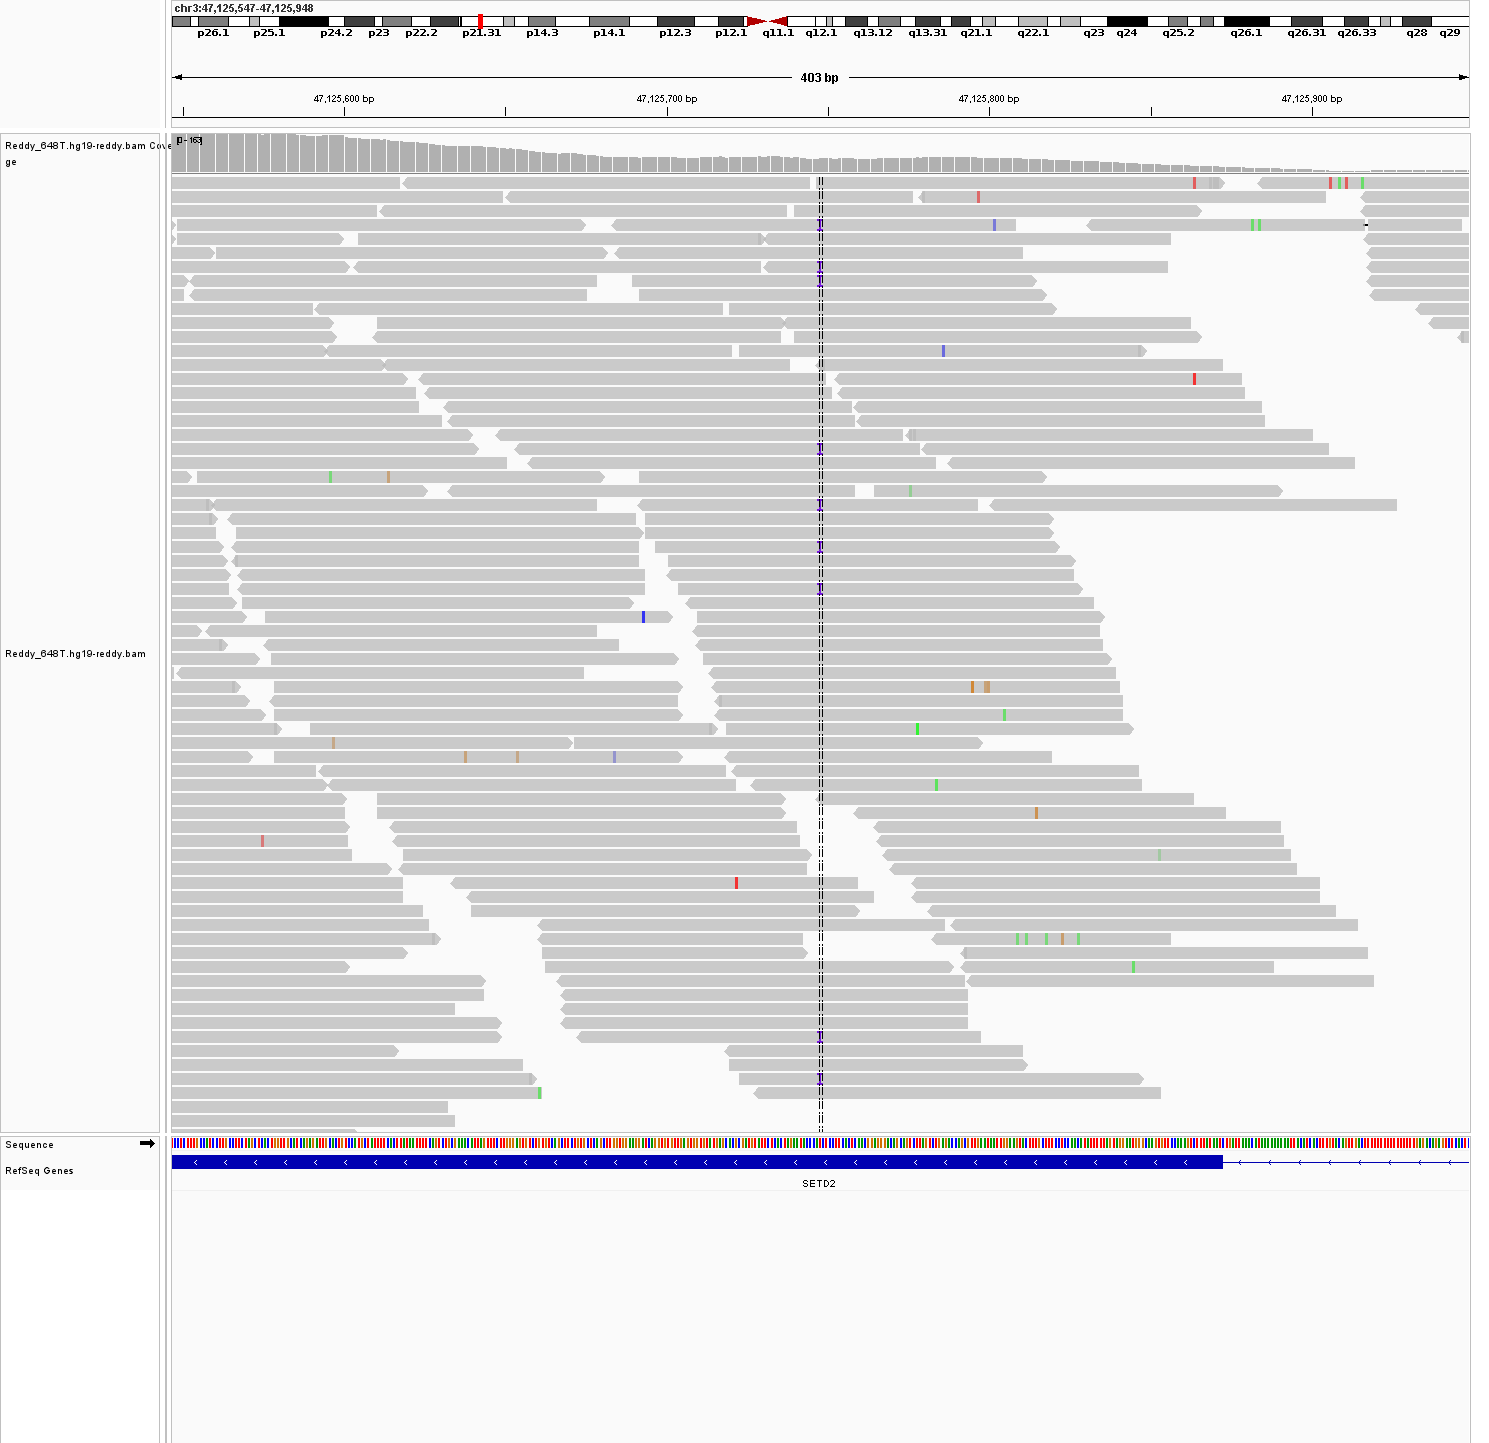 chr3:47,125,547-47,125,948
p26.1 p25.1 p24.2 p23 p22.2 p21.31 p14.3 p14.1 p12.3 p12.1 q11.1 q12.1 q13.12 q13.31 q21.1 q22.1 q23 q24 q25.2 q26.1 q26.31 q26.33 q28 q29
403 bp
47,125,600 bp 47,125,700 bp 47,125,800 bp 47,125,900 bp
[0 - 163]
Reddy_648T.hg19-reddy.bam Cove
ge
Reddy_648T.hg19-reddy.bam
Sequence
RefSeq Genes
SETD2